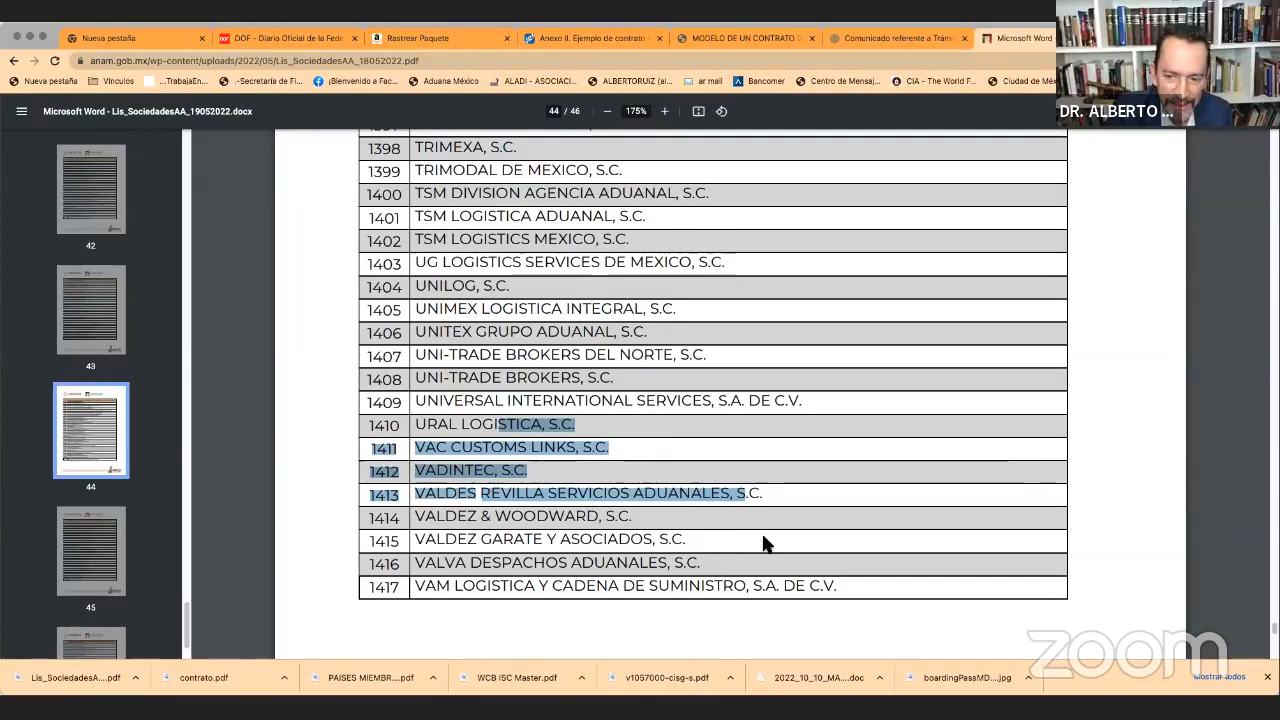 Nueva pestaña
DOF - Diario Oficial de la Fede
Rastrear Paquete
Anexo II. Ejemplo de contrato
MODELO DE UN CONTRATO D
Comunicado referente a Trámi
Microsoft Word -
anam.gob.mx/wp-content/uploads/2022/05/Lis_SociedadesAA_18052022.pdf
Nueva pestaña
Vínculos
...TrabajaEn...
-Secretaría de Fi...
¡Bienvenido a Fac...
Aduana México
ALADI - ASOCIACI...
ALBERTORUIZ (al...
ar mail
Bancomer
Centro de Mensaj...
CIA - The World F...
Ciudad de Méxi
DR. ALBERTO ...
Microsoft Word - Lis_SociedadesAA_19052022.docx
44 / 46
175%
42
43
44
45
1398 TRIMEXA, S.C.
1399 TRIMODAL DE MEXICO, S.C.
1400 TSM DIVISION AGENCIA ADUANAL, S.C.
1401 TSM LOGISTICA ADUANAL, S.C.
1402 TSM LOGISTICS MEXICO, S.C.
1403 UG LOGISTICS SERVICES DE MEXICO, S.C.
1404 UNILOG, S.C.
1405 UNIMEX LOGISTICA INTEGRAL, S.C.
1406 UNITEX GRUPO ADUANAL, S.C.
1407 UNI-TRADE BROKERS DEL NORTE, S.C.
1408 UNI-TRADE BROKERS, S.C.
1409 UNIVERSAL INTERNATIONAL SERVICES, S.A. DE C.V.
1410 URAL LOGISTICA, S.C.
1411 VAC CUSTOMS LINKS, S.C.
1412 VADINTEC, S.C.
1413 VALDES REVILLA SERVICIOS ADUANALES, S.C.
1414 VALDEZ & WOODWARD, S.C.
1415 VALDEZ GARATE Y ASOCIADOS, S.C.
1416 VALVA DESPACHOS ADUANALES, S.C.
1417 VAM LOGISTICA Y CADENA DE SUMINISTRO, S.A. DE C.V.
zoom
Lis_SociedadesA....pdf
contrato.pdf
PAISES MIEMBR....pdf
WCB ISC Master.pdf
v1057000-cisg-s.pdf
2022_10_10_MA....doc
boardingPassMD....jpg
Mostrar todos